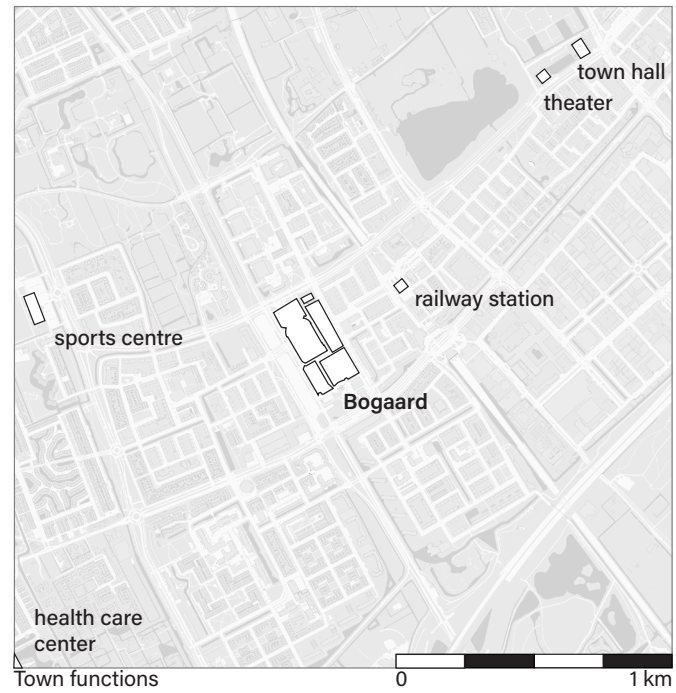 town hall
theater
railway station
sports centre
Bogaard
health care
center
Town functions
0
1 km